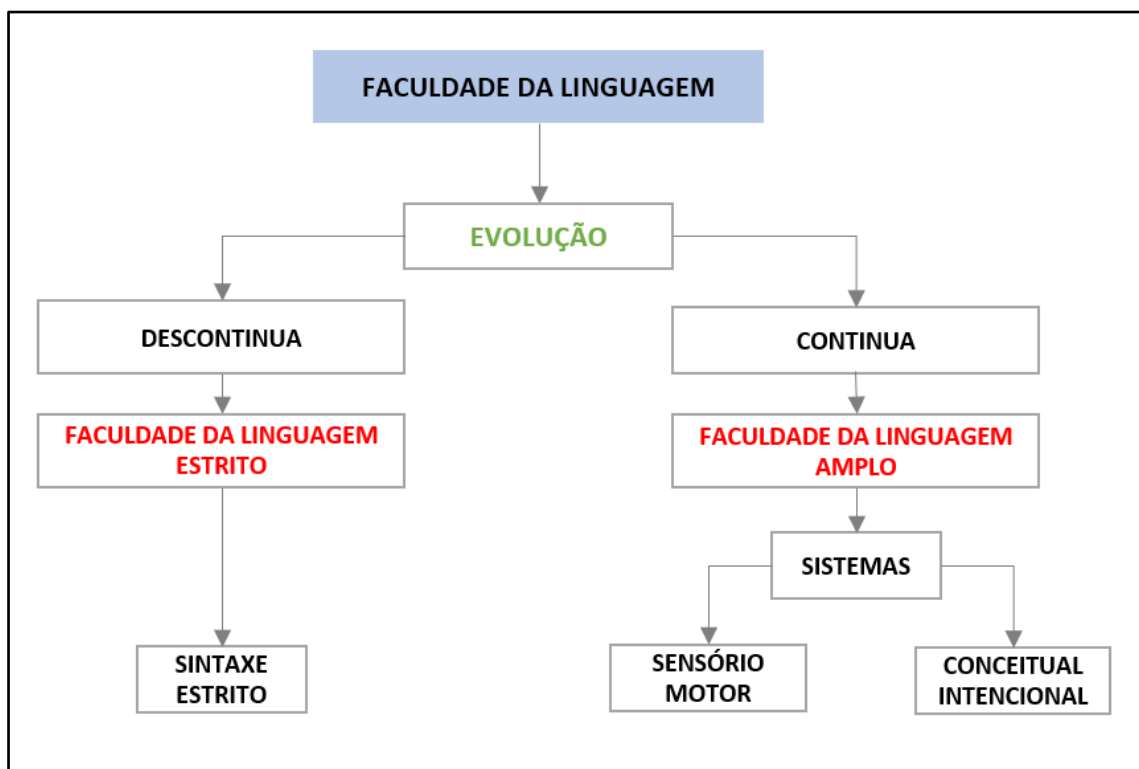 FACULDADE DA LINGUAGEM
EVOLUÇÃO
DESCONTINUA
CONTINUA
FACULDADE DA LINGUAGEM
ESTRITO
FACULDADE DA LINGUAGEM
AMPLO
SISTEMAS
SINTAXE
ESTRITO
SENSÓRIO
MOTOR
CONCEITUAL
INTENCIONAL